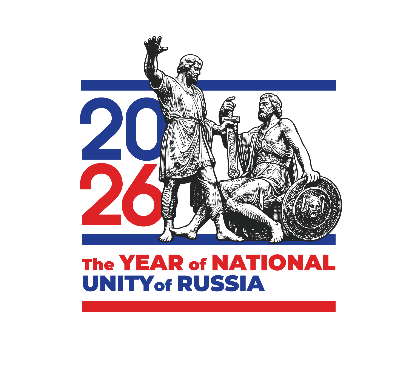 20
26
The YEAR of NATIONAL
UNITY of RUSSIA